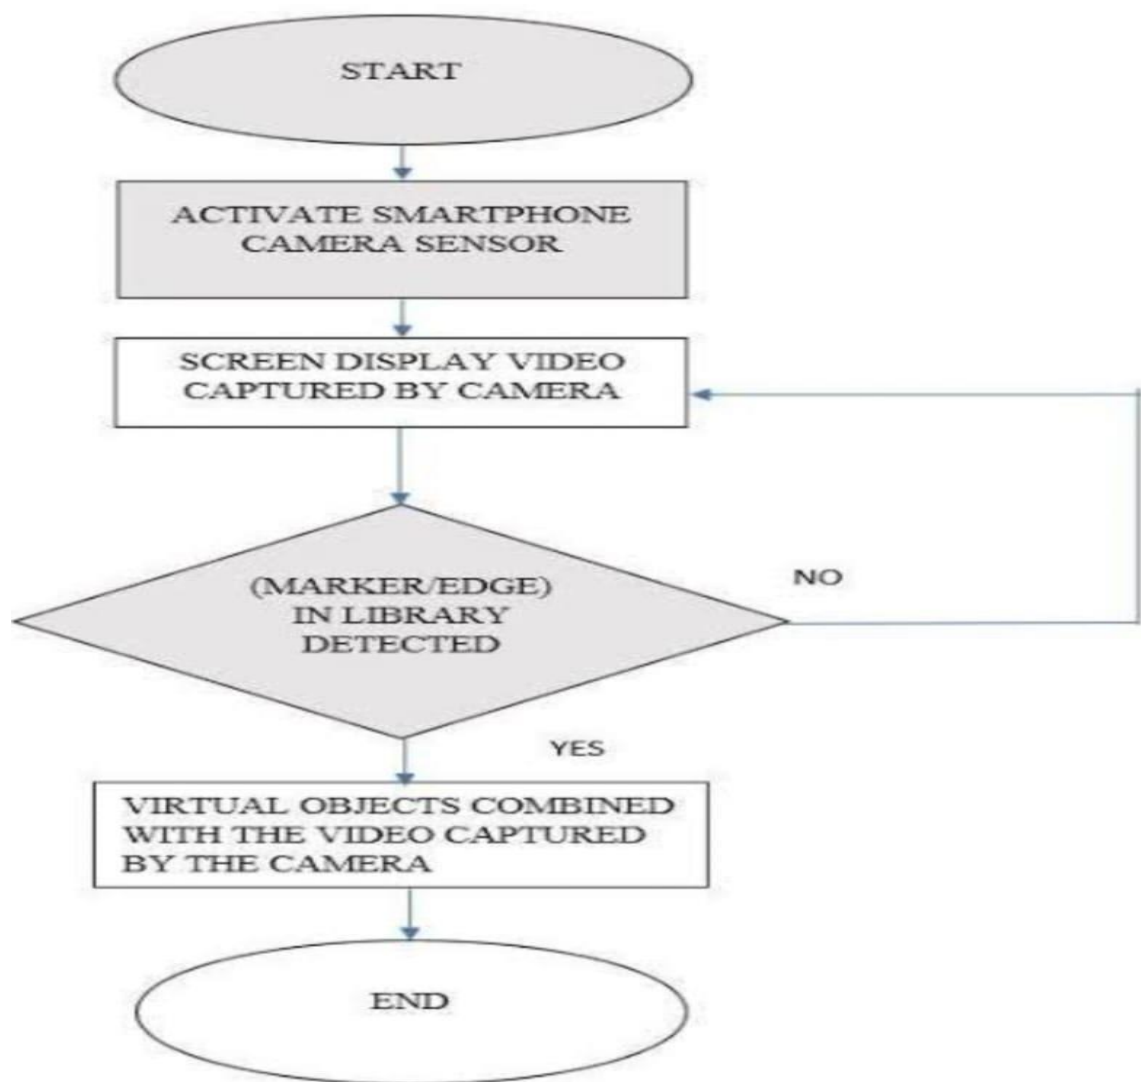 START
ACTIVATE SMARTPHONE
CAMERA SENSOR
SCREEN DISPLAY VIDEO
CAPTURED BY CAMERA
(MARKER/EDGE)
IN LIBRARY
DETECTED
NO
YES
VIRTUAL OBJECTS COMBINED
WITH THE VIDEO CAPTURED
BY THE CAMERA
END